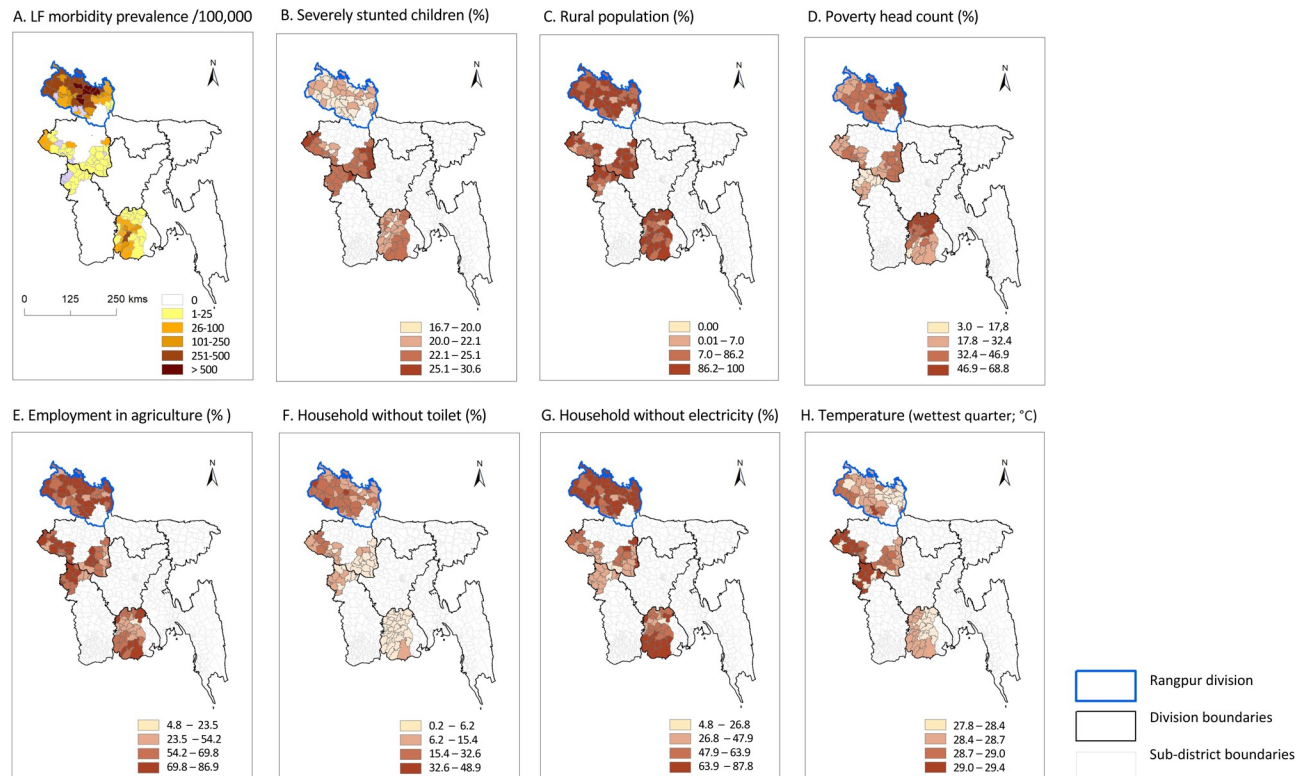 A. LF morbidity prevalence /100,000
B. Severely stunted children (%)
C. Rural population (%)
D. Poverty head count (%)
N
N
N
N
0 125 250 kms
0
1-25
26-100
101-250
251-500
> 500
16.7 – 20.0
20.0 – 22.1
22.1 – 25.1
25.1 – 30.6
0.00
0.01 – 7.0
7.0 – 86.2
86.2 – 100
3.0 – 17,8
17.8 – 32.4
32.4 – 46.9
46.9 – 68.8
E. Employment in agriculture (% )
F. Household without toilet (%)
G. Household without electricity (%)
H. Temperature (wettest quarter; °C)
N
N
N
N
4.8 – 23.5
23.5 – 54.2
54.2 – 69.8
69.8 – 86.9
0.2 – 6.2
6.2 – 15.4
15.4 – 32.6
32.6 – 48.9
4.8 – 26.8
26.8 – 47.9
47.9 – 63.9
63.9 – 87.8
27.8 – 28.4
28.4 – 28.7
28.7 – 29.0
29.0 – 29.4
Rangpur division
Division boundaries
Sub-district boundaries